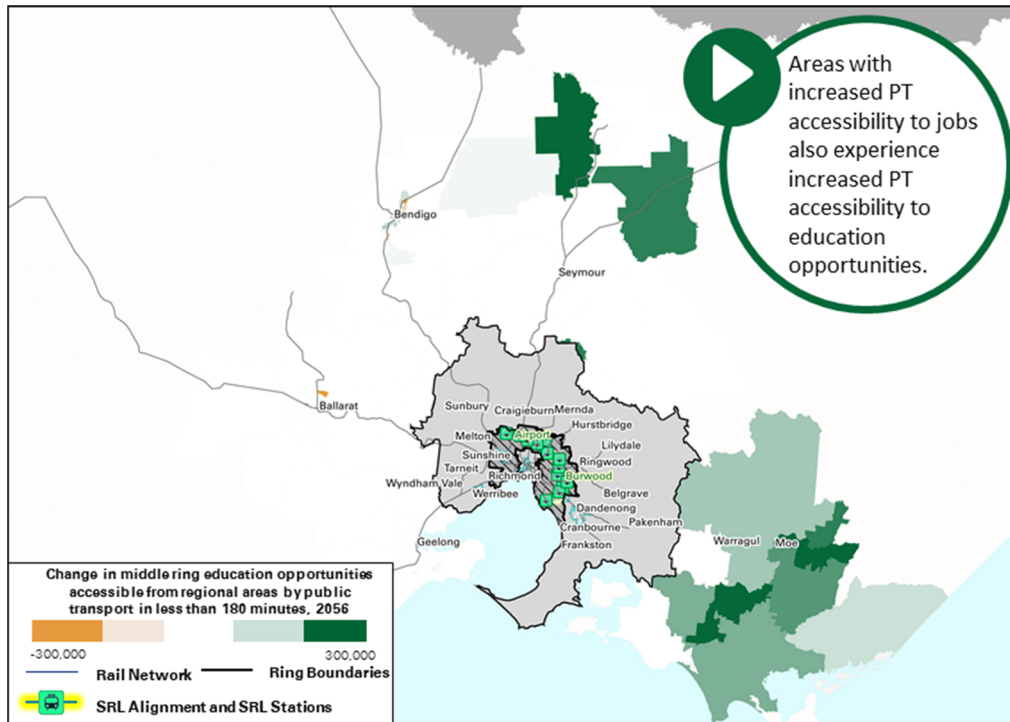 Areas with
increased PT
accessibility to jobs
also experience
increased PT
accessibility to
education
opportunities.
Bendigo
Seymour
Ballarat
Sunbury
Craigieburn
Mernda
Hurstbridge
Melton
Airport
Lilydale
Sunshine
Ringwood
Tarneit
Richmond
Burwood
Wyndham Vale
Werribee
Belgrave
Dandenong
Pakenham
Cranbourne
Geelong
Frankston
Warragul
Moe
Change in middle ring education opportunities
accessible from regional areas by public
transport in less than 180 minutes, 2056
-300,000
300,000
Rail Network
Ring Boundaries
SRL Alignment and SRL Stations